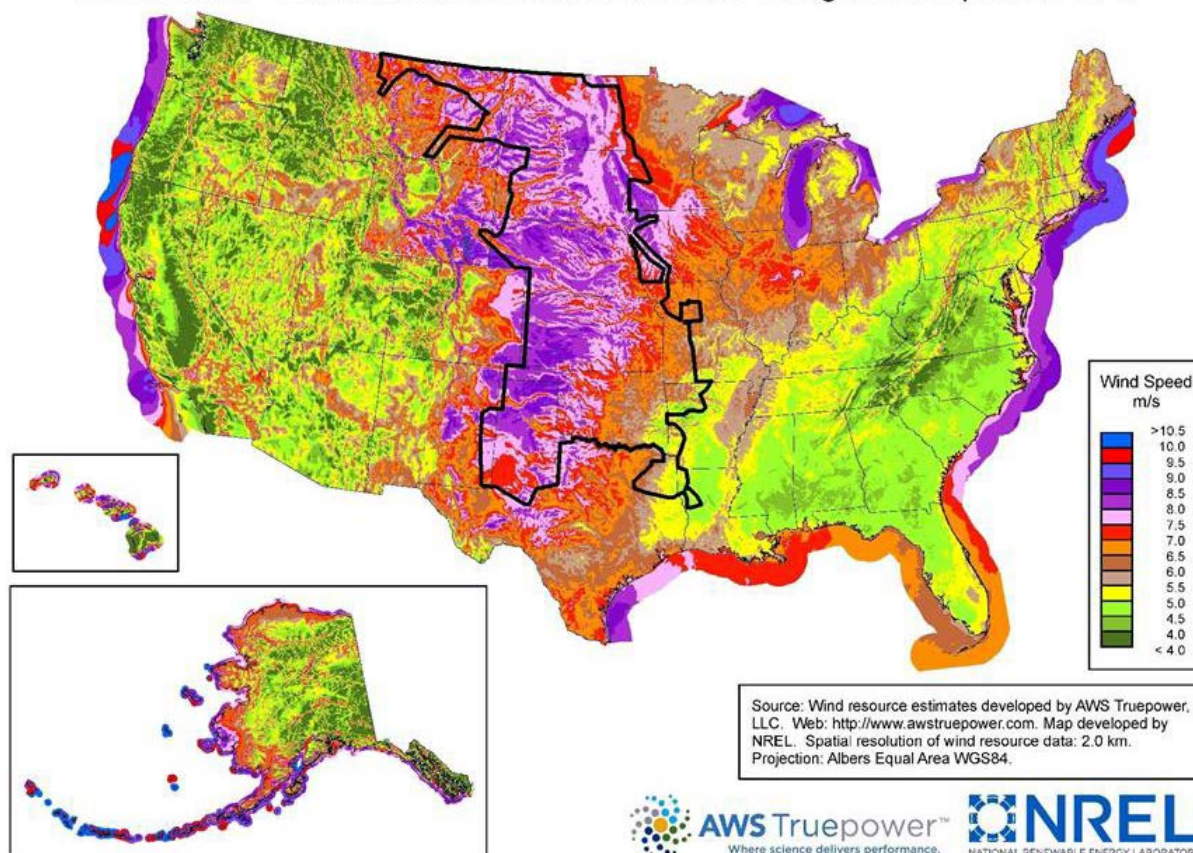 Wind Speed
m/s
>10.5
10.0
9.5
9.0
8.5
8.0
7.5
7.0
6.5
6.0
5.5
5.0
4.5
4.0
< 4.0
Source: Wind resource estimates developed by AWS Truepower,
LLC. Web: http://www.awstruepower.com. Map developed by
NREL. Spatial resolution of wind resource data: 2.0 km.
Projection: Albers Equal Area WGS84.
AWS Truepower™
Where science delivers performance.
NREL
NATIONAL RENEWABLE ENERGY LABORATOR